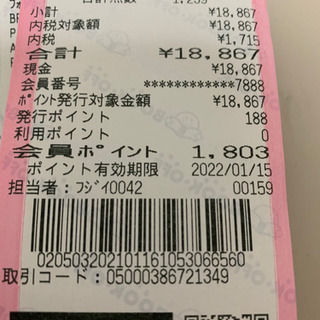 小計 ¥18,867
内税対象額 ¥18,867
内税 ¥1,715
合計 ¥18,867
現金 ¥18,867
会員番号 ************7888
ﾎﾟｲﾝﾄ発行対象金額 ¥18,867
発行ポイント 188
利用ポイント 0
会員ﾎﾟｲﾝﾄ 1,803
ポイント有効期限 2022/01/15
担当者：ﾌｼﾞｲ0042 00159
0205032021011610530665​60
取引コード：05000386721349